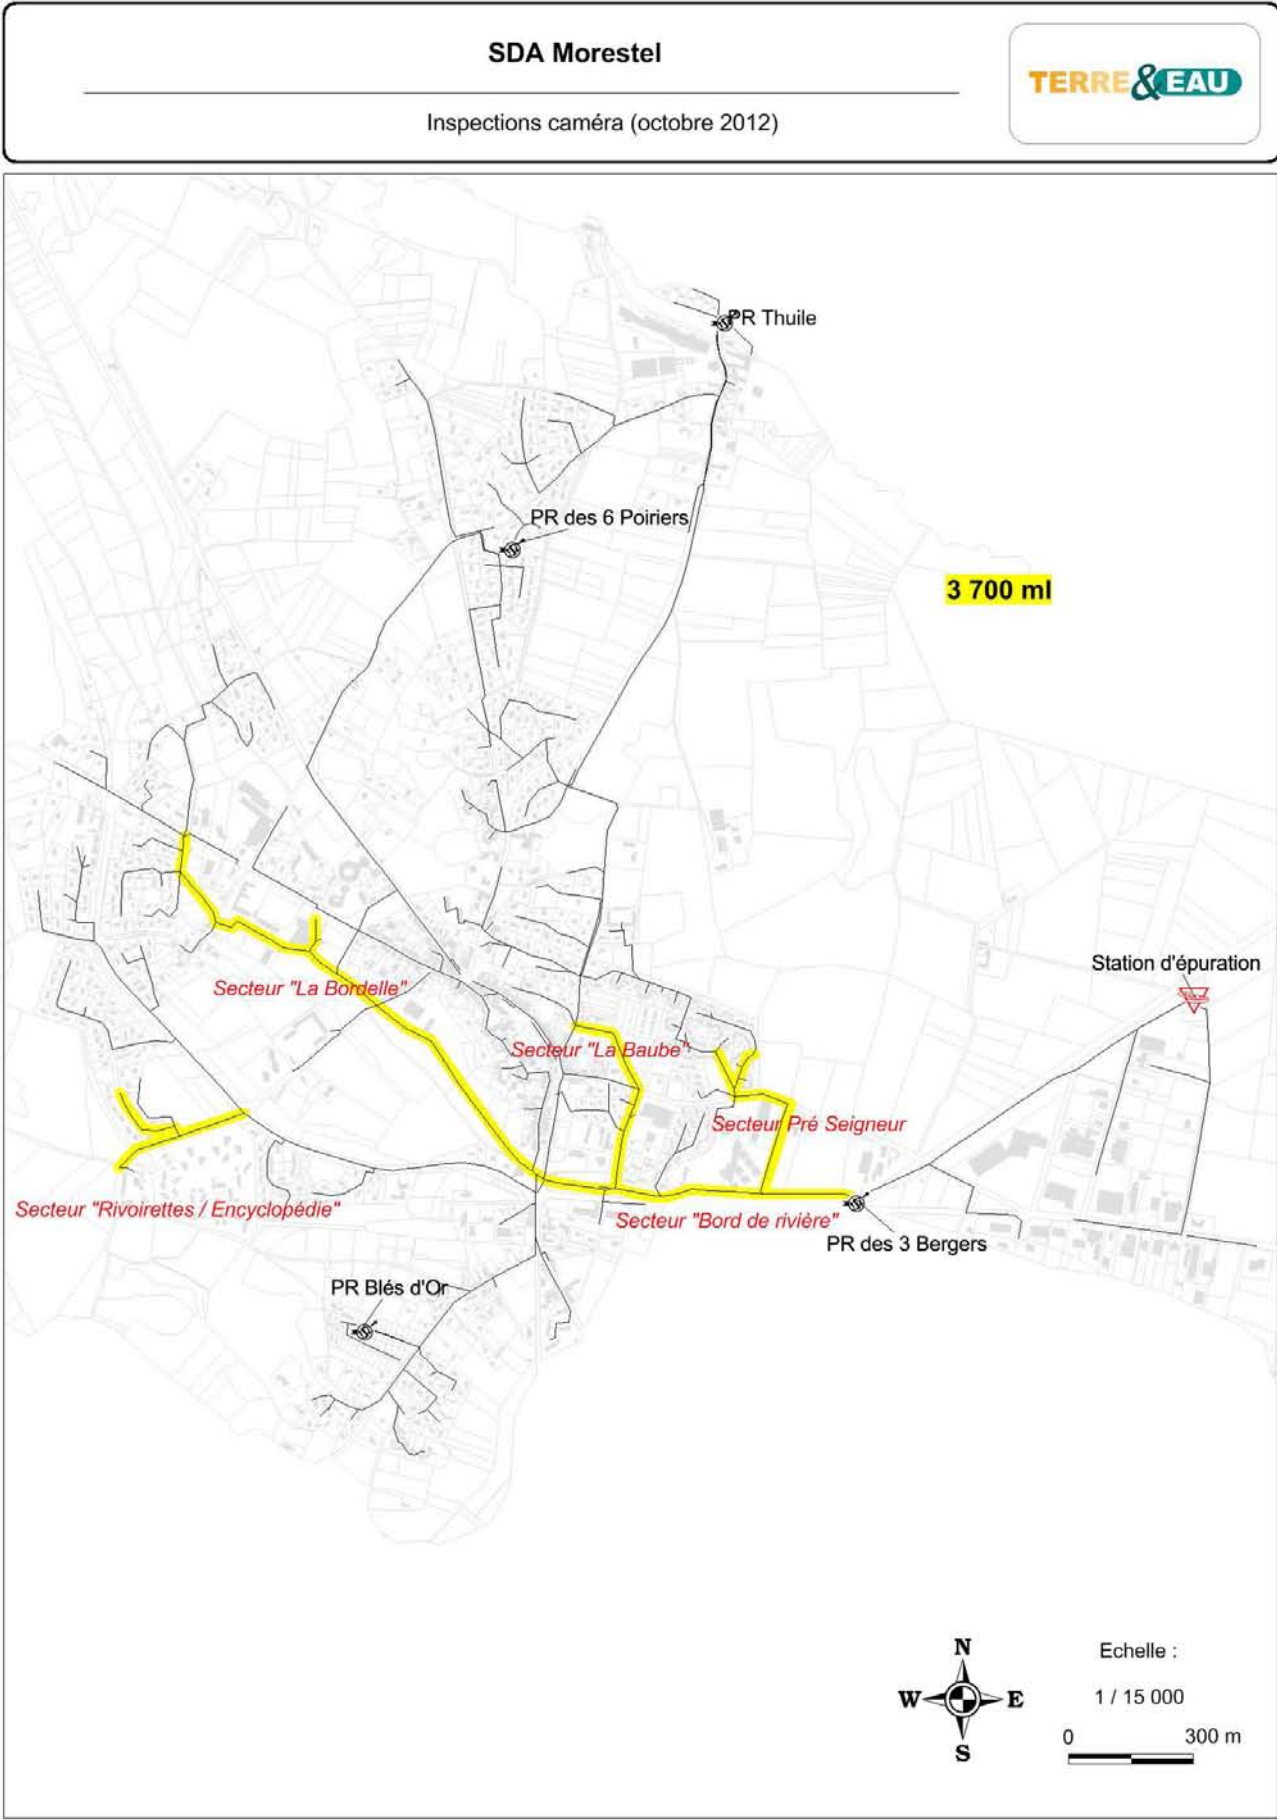 SDA Morestel
TERRE&EAU
Inspections caméra (octobre 2012)
PR Thuile
PR des 6 Poiriers
3 700 ml
Station d'épuration
Secteur "La Bordelle"
Secteur "La Baube"
Secteur Pré Seigneur
Secteur "Rivoirettes / Encyclopédie"
Secteur "Bord de rivière"
PR des 3 Bergers
PR Blés d'Or
N
W E
S
Echelle :
1 / 15 000
0 300 m